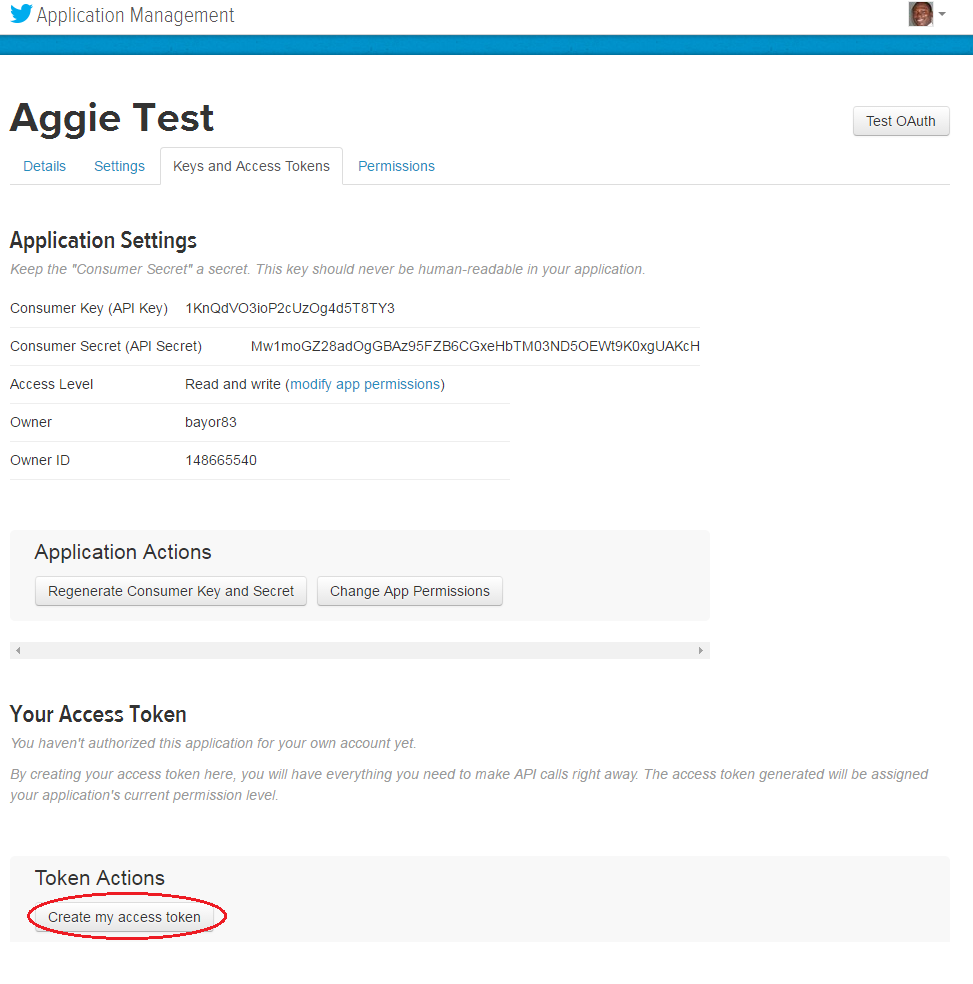 Application Management
Aggie Test
Test OAuth
Details Settings Keys and Access Tokens Permissions
Application Settings
Keep the "Consumer Secret" a secret. This key should never be human-readable in your application.
Consumer Key (API Key) 1KnQdVO3ioP2cUzOg4d5T8TY3
Consumer Secret (API Secret) Mw1moGZ28adOgGBAz95FZB6CGxeHbTM03ND5OEWt9K0xgUAKcH
Access Level Read and write (modify app permissions)
Owner bayor83
Owner ID 148665540
Application Actions
Regenerate Consumer Key and Secret Change App Permissions
Your Access Token
You haven't authorized this application for your own account yet.
By creating your access token here, you will have everything you need to make API calls right away. The access token generated will be assigned
your application's current permission level.
Token Actions
Create my access token